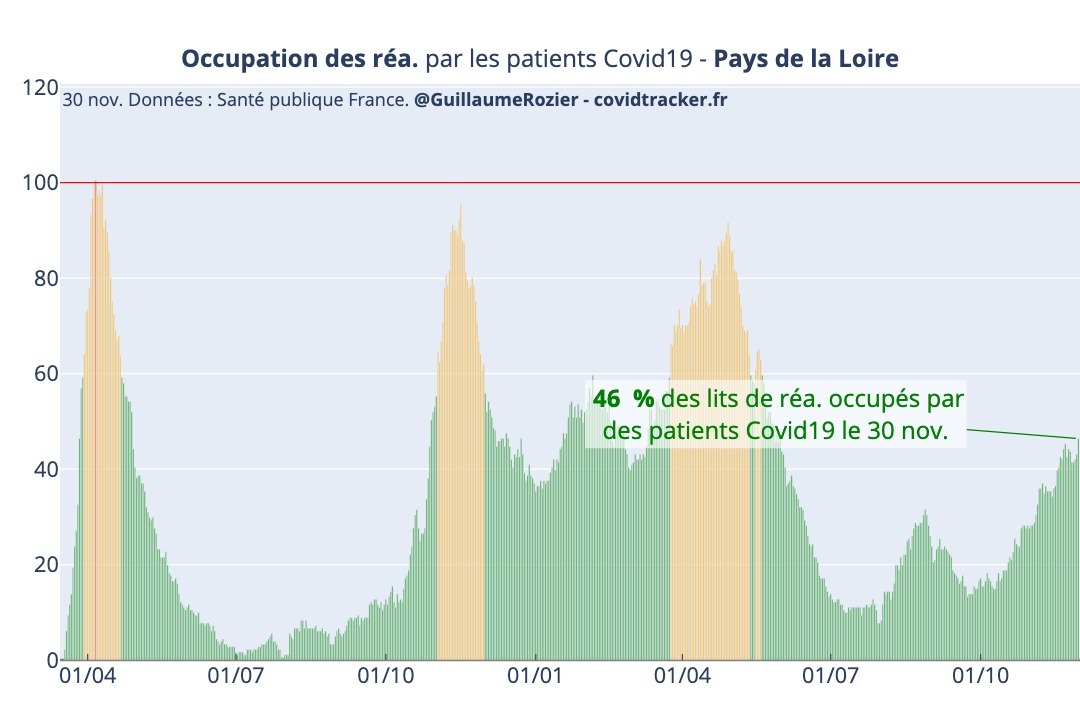 Occupation des réa. par les patients Covid19 - Pays de la Loire
120
30 nov. Données : Santé publique France. @GuillaumeRozier - covidtracker.fr
100
80
60
46 % des lits de réa. occupés par
des patients Covid19 le 30 nov.
40
20
0
01/04 01/07 01/10 01/01 01/04 01/07 01/10